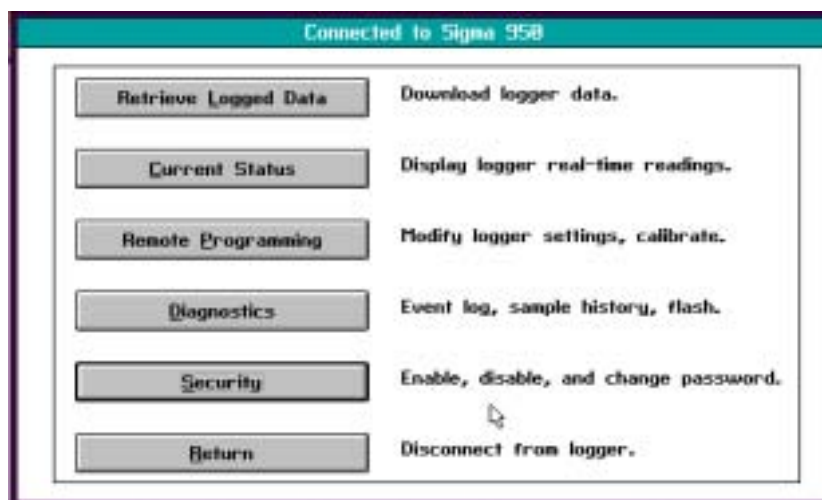 Connected to Sigma 950
Retrieve Logged Data Download logger data.
Current Status Display logger real-time readings.
Remote Programming Modify logger settings, calibrate.
Diagnostics Event log, sample history, flash.
Security Enable, disable, and change password.
Return Disconnect from logger.